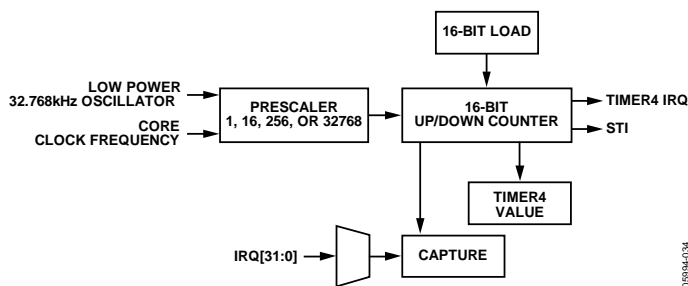 16-BIT LOAD
LOW POWER
32.768kHz OSCILLATOR
CORE
CLOCK FREQUENCY
PRESCALER
1, 16, 256, OR 32768
16-BIT
UP/DOWN COUNTER
TIMER4 IRQ
STI
TIMER4
VALUE
IRQ[31:0]
CAPTURE
05994-034